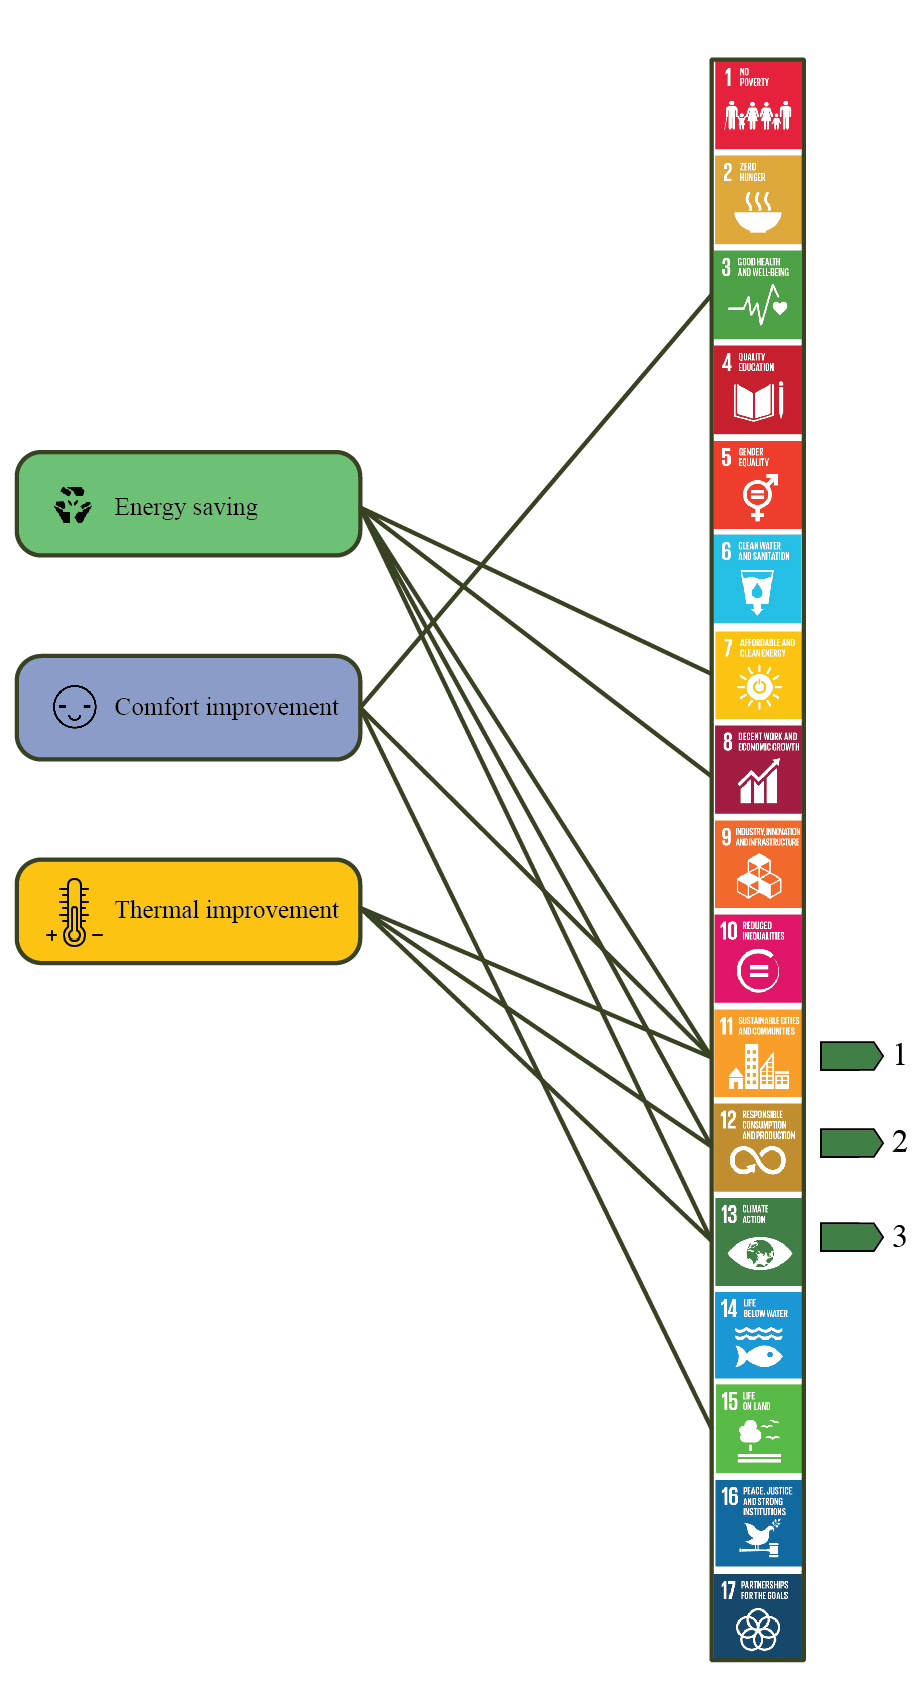 1 NO
POVERTY
2 ZERO
HUNGER
3 GOOD HEALTH
AND WELL-BEING
4 QUALITY
EDUCATION
5 GENDER
EQUALITY
6 CLEAN WATER
AND SANITATION
7 AFFORDABLE AND
CLEAN ENERGY
8 DECENT WORK AND
ECONOMIC GROWTH
9 INDUSTRY, INNOVATION
AND INFRASTRUCTURE
10 REDUCED
INEQUALITIES
11 SUSTAINABLE CITIES
AND COMMUNITIES
12 RESPONSIBLE
CONSUMPTION
AND PRODUCTION
13 CLIMATE
ACTION
14 LIFE
BELOW WATER
15 LIFE
ON LAND
16 PEACE, JUSTICE
AND STRONG
INSTITUTIONS
17 PARTNERSHIPS
FOR THE GOALS
Energy saving
Comfort improvement
Thermal improvement
1
2
3